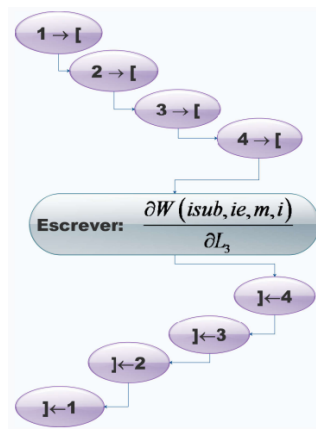 1 → [
2 → [
3 → [
4 → [
Escrever: ∂W (isub, ie, m, i)
∂L₃
]←4
]←3
]←2
]←1